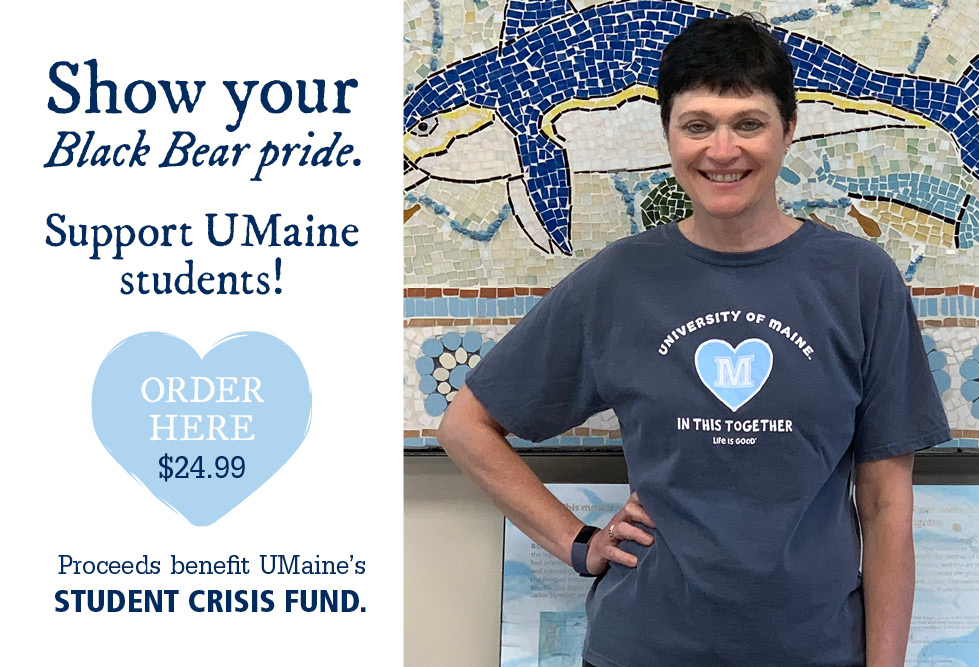 Show your
Black Bear pride.
Support UMaine
students!
ORDER
HERE
$24.99
Proceeds benefit UMaine's
STUDENT CRISIS FUND.
UNIVERSITY OF MAINE.
M
IN THIS TOGETHER
LIFE IS GOOD®